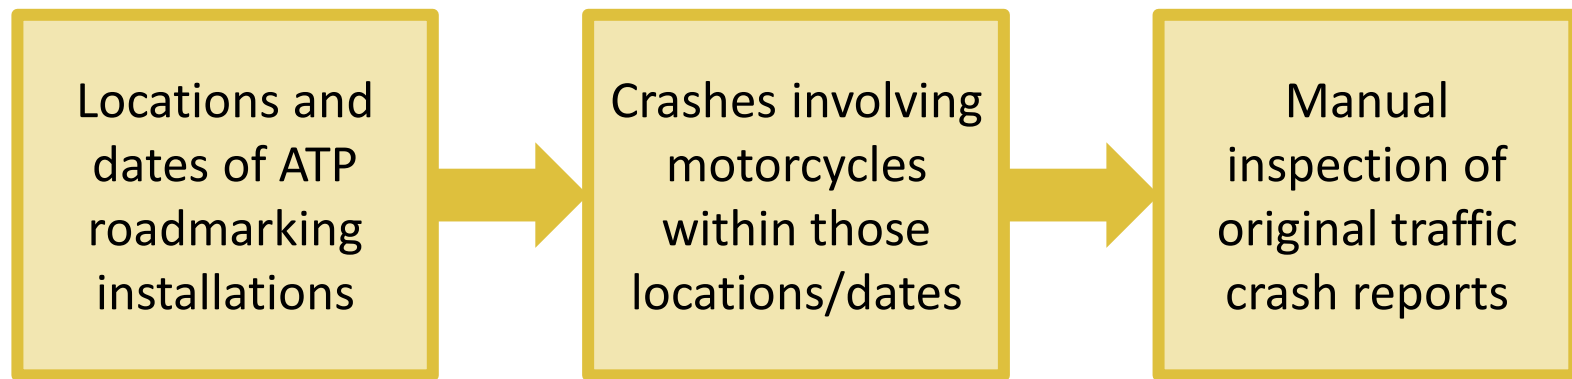 Locations and
dates of ATP
roadmarking
installations
Crashes involving
motorcycles
within those
locations/dates
Manual
inspection of
original traffic
crash reports